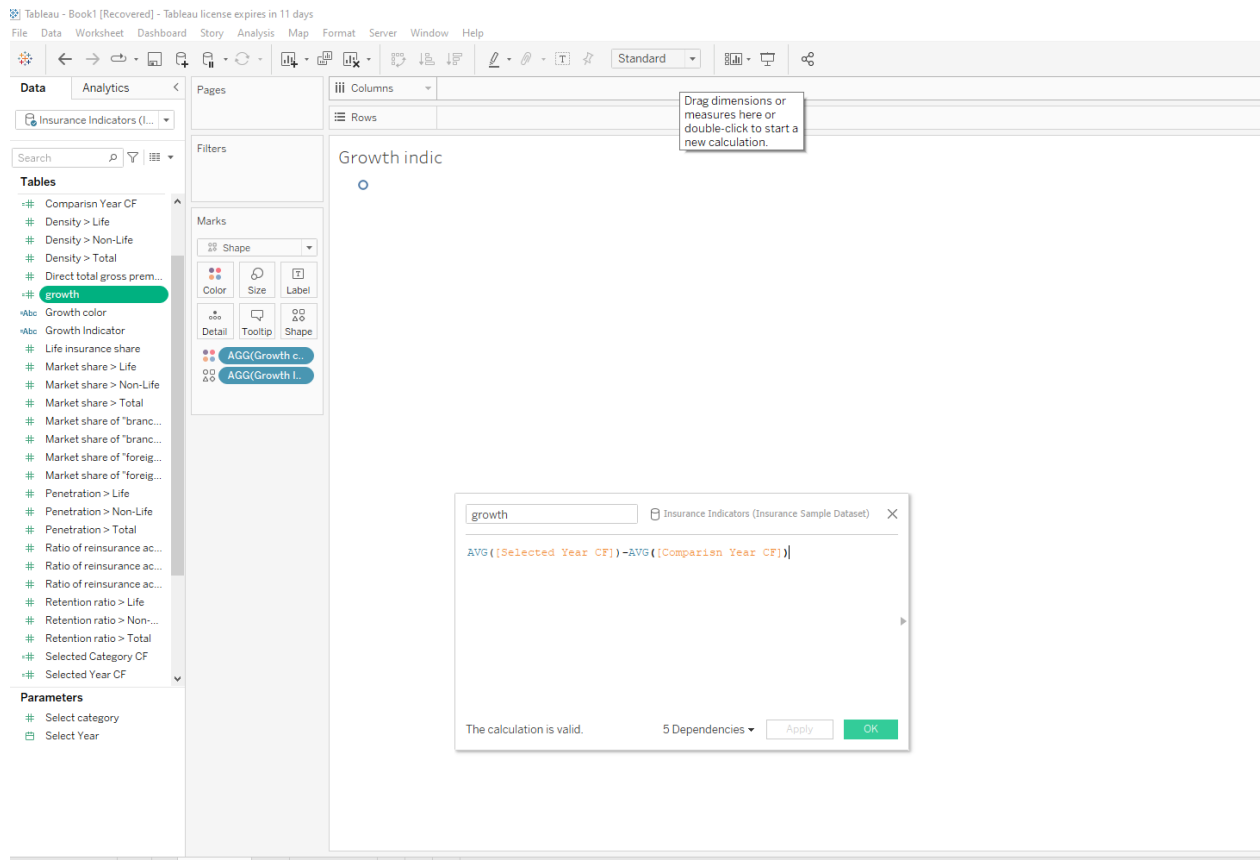 Tableau - Book1 [Recovered] - Tableau license expires in 11 days
File Data Worksheet Dashboard Story Analysis Map Format Server Window Help
Standard
Data Analytics
Insurance Indicators (I...
Search
Tables
Comparisn Year CF
Density > Life
Density > Non-Life
Density > Total
Direct total gross prem...
growth
Abc Growth color
Abc Growth Indicator
Life insurance share
Market share > Life
Market share > Non-Life
Market share > Total
Market share of "branc...
Market share of "branc...
Market share of "foreig...
Market share of "foreig...
Penetration > Life
Penetration > Non-Life
Penetration > Total
Ratio of reinsurance ac...
Ratio of reinsurance ac...
Ratio of reinsurance ac...
Retention ratio > Life
Retention ratio > Non-...
Retention ratio > Total
Selected Category CF
Selected Year CF
Parameters
Select category
Select Year
Pages
Filters
Marks
Shape
Color Size Label
Detail Tooltip Shape
AGG(Growth c..
AGG(Growth I..
Columns
Rows
Drag dimensions or
measures here or
double-click to start a
new calculation.
Growth indic
growth
Insurance Indicators (Insurance Sample Dataset)
AVG([Selected Year CF])-AVG([Comparisn Year CF])
The calculation is valid.
5 Dependencies
Apply
OK